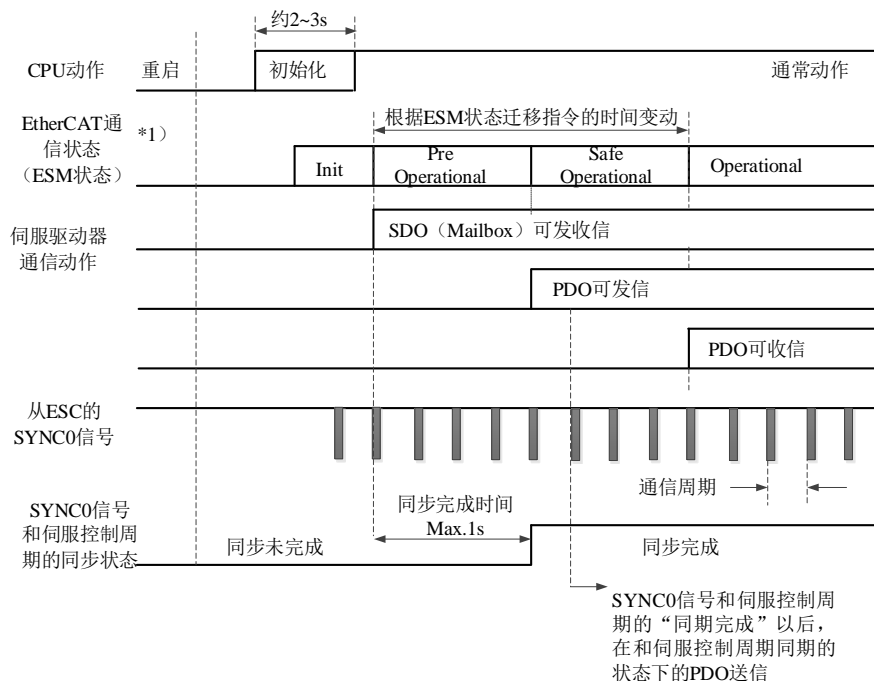 约2~3s
CPU动作
重启
初始化
通常动作
EtherCAT通
信状态
（ESM状态）
*1）
根据ESM状态迁移指令的时间变动
Init
Pre
Operational
Safe
Operational
Operational
伺服驱动器
通信动作
SDO（Mailbox）可发收信
PDO可发信
PDO可收信
从ESC的
SYNC0信号
通信周期
SYNC0信号
和伺服控制周
期的同步状态
同步未完成
同步完成时间
Max.1s
同步完成
SYNC0信号和伺服控制周
期的“同期完成”以后，
在和伺服控制周期同期的
状态下的PDO送信